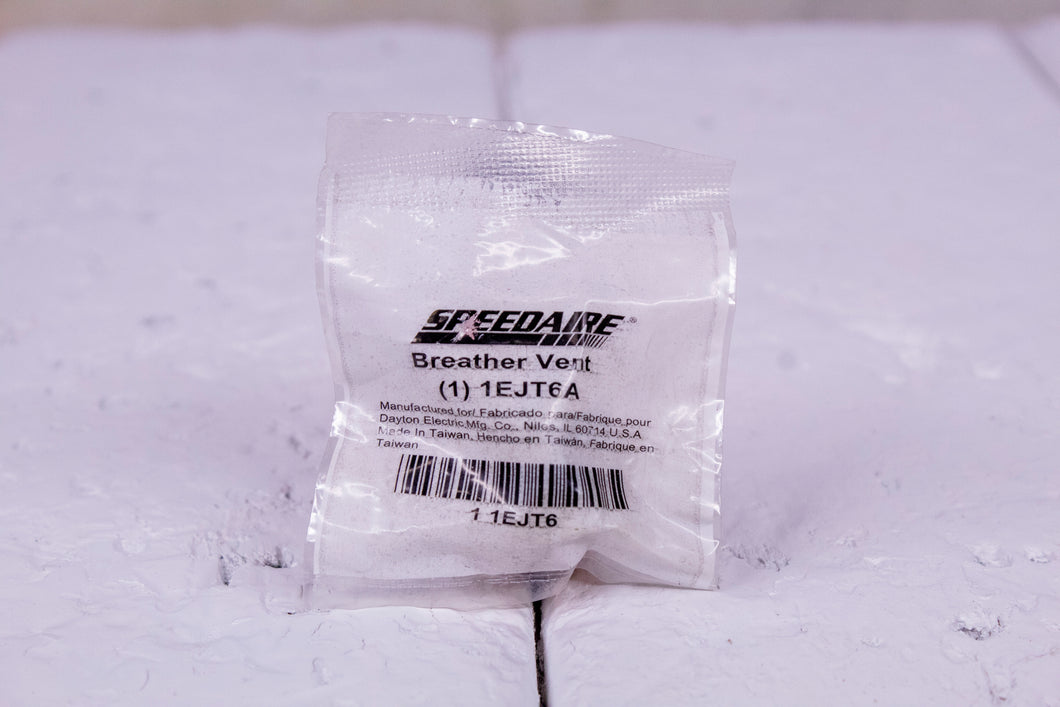 SPEEDAIRE®
Breather Vent
(1) 1EJT6A
Manufactured for/ Fabricado para/Fabrique pour
Dayton Electric Mfg. Co., Niles, IL 60714 U.S.A
Made In Taiwan, Hencho en Taiwán, Fabrique en
Taiwan
1 1EJT6